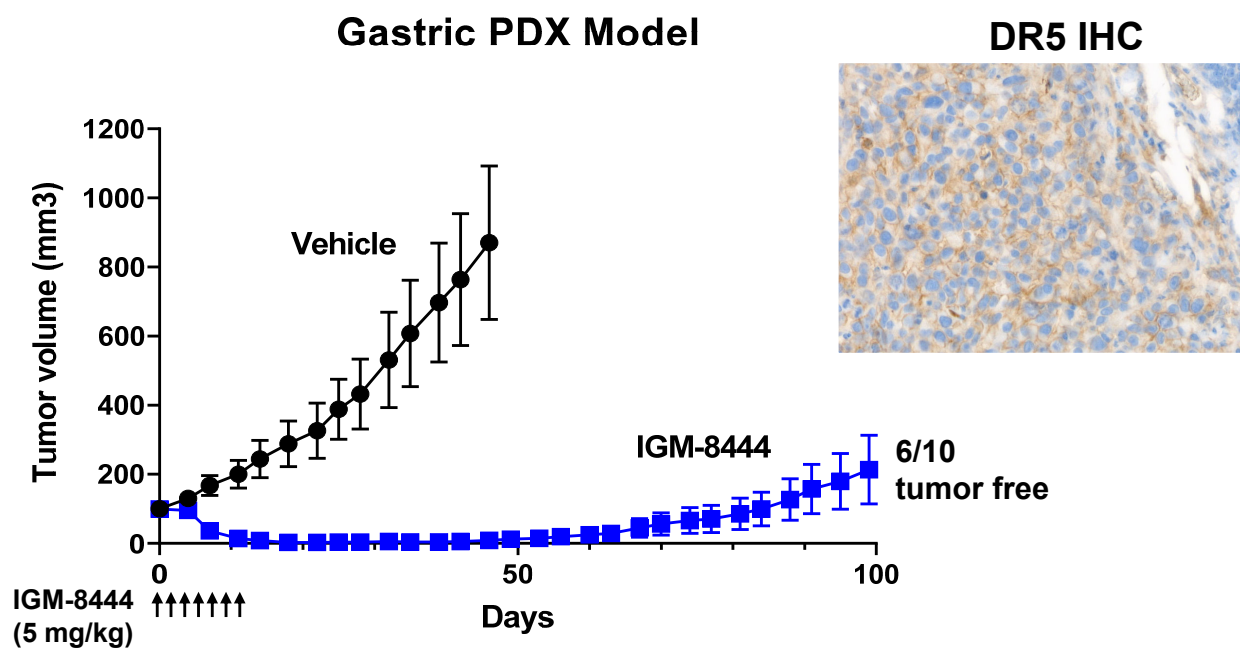 Gastric PDX Model
DR5 IHC
1200
1000
800
600
400
200
0
Tumor volume (mm3)
Vehicle
IGM-8444
6/10
tumor free
0
50
100
Days
IGM-8444
(5 mg/kg)